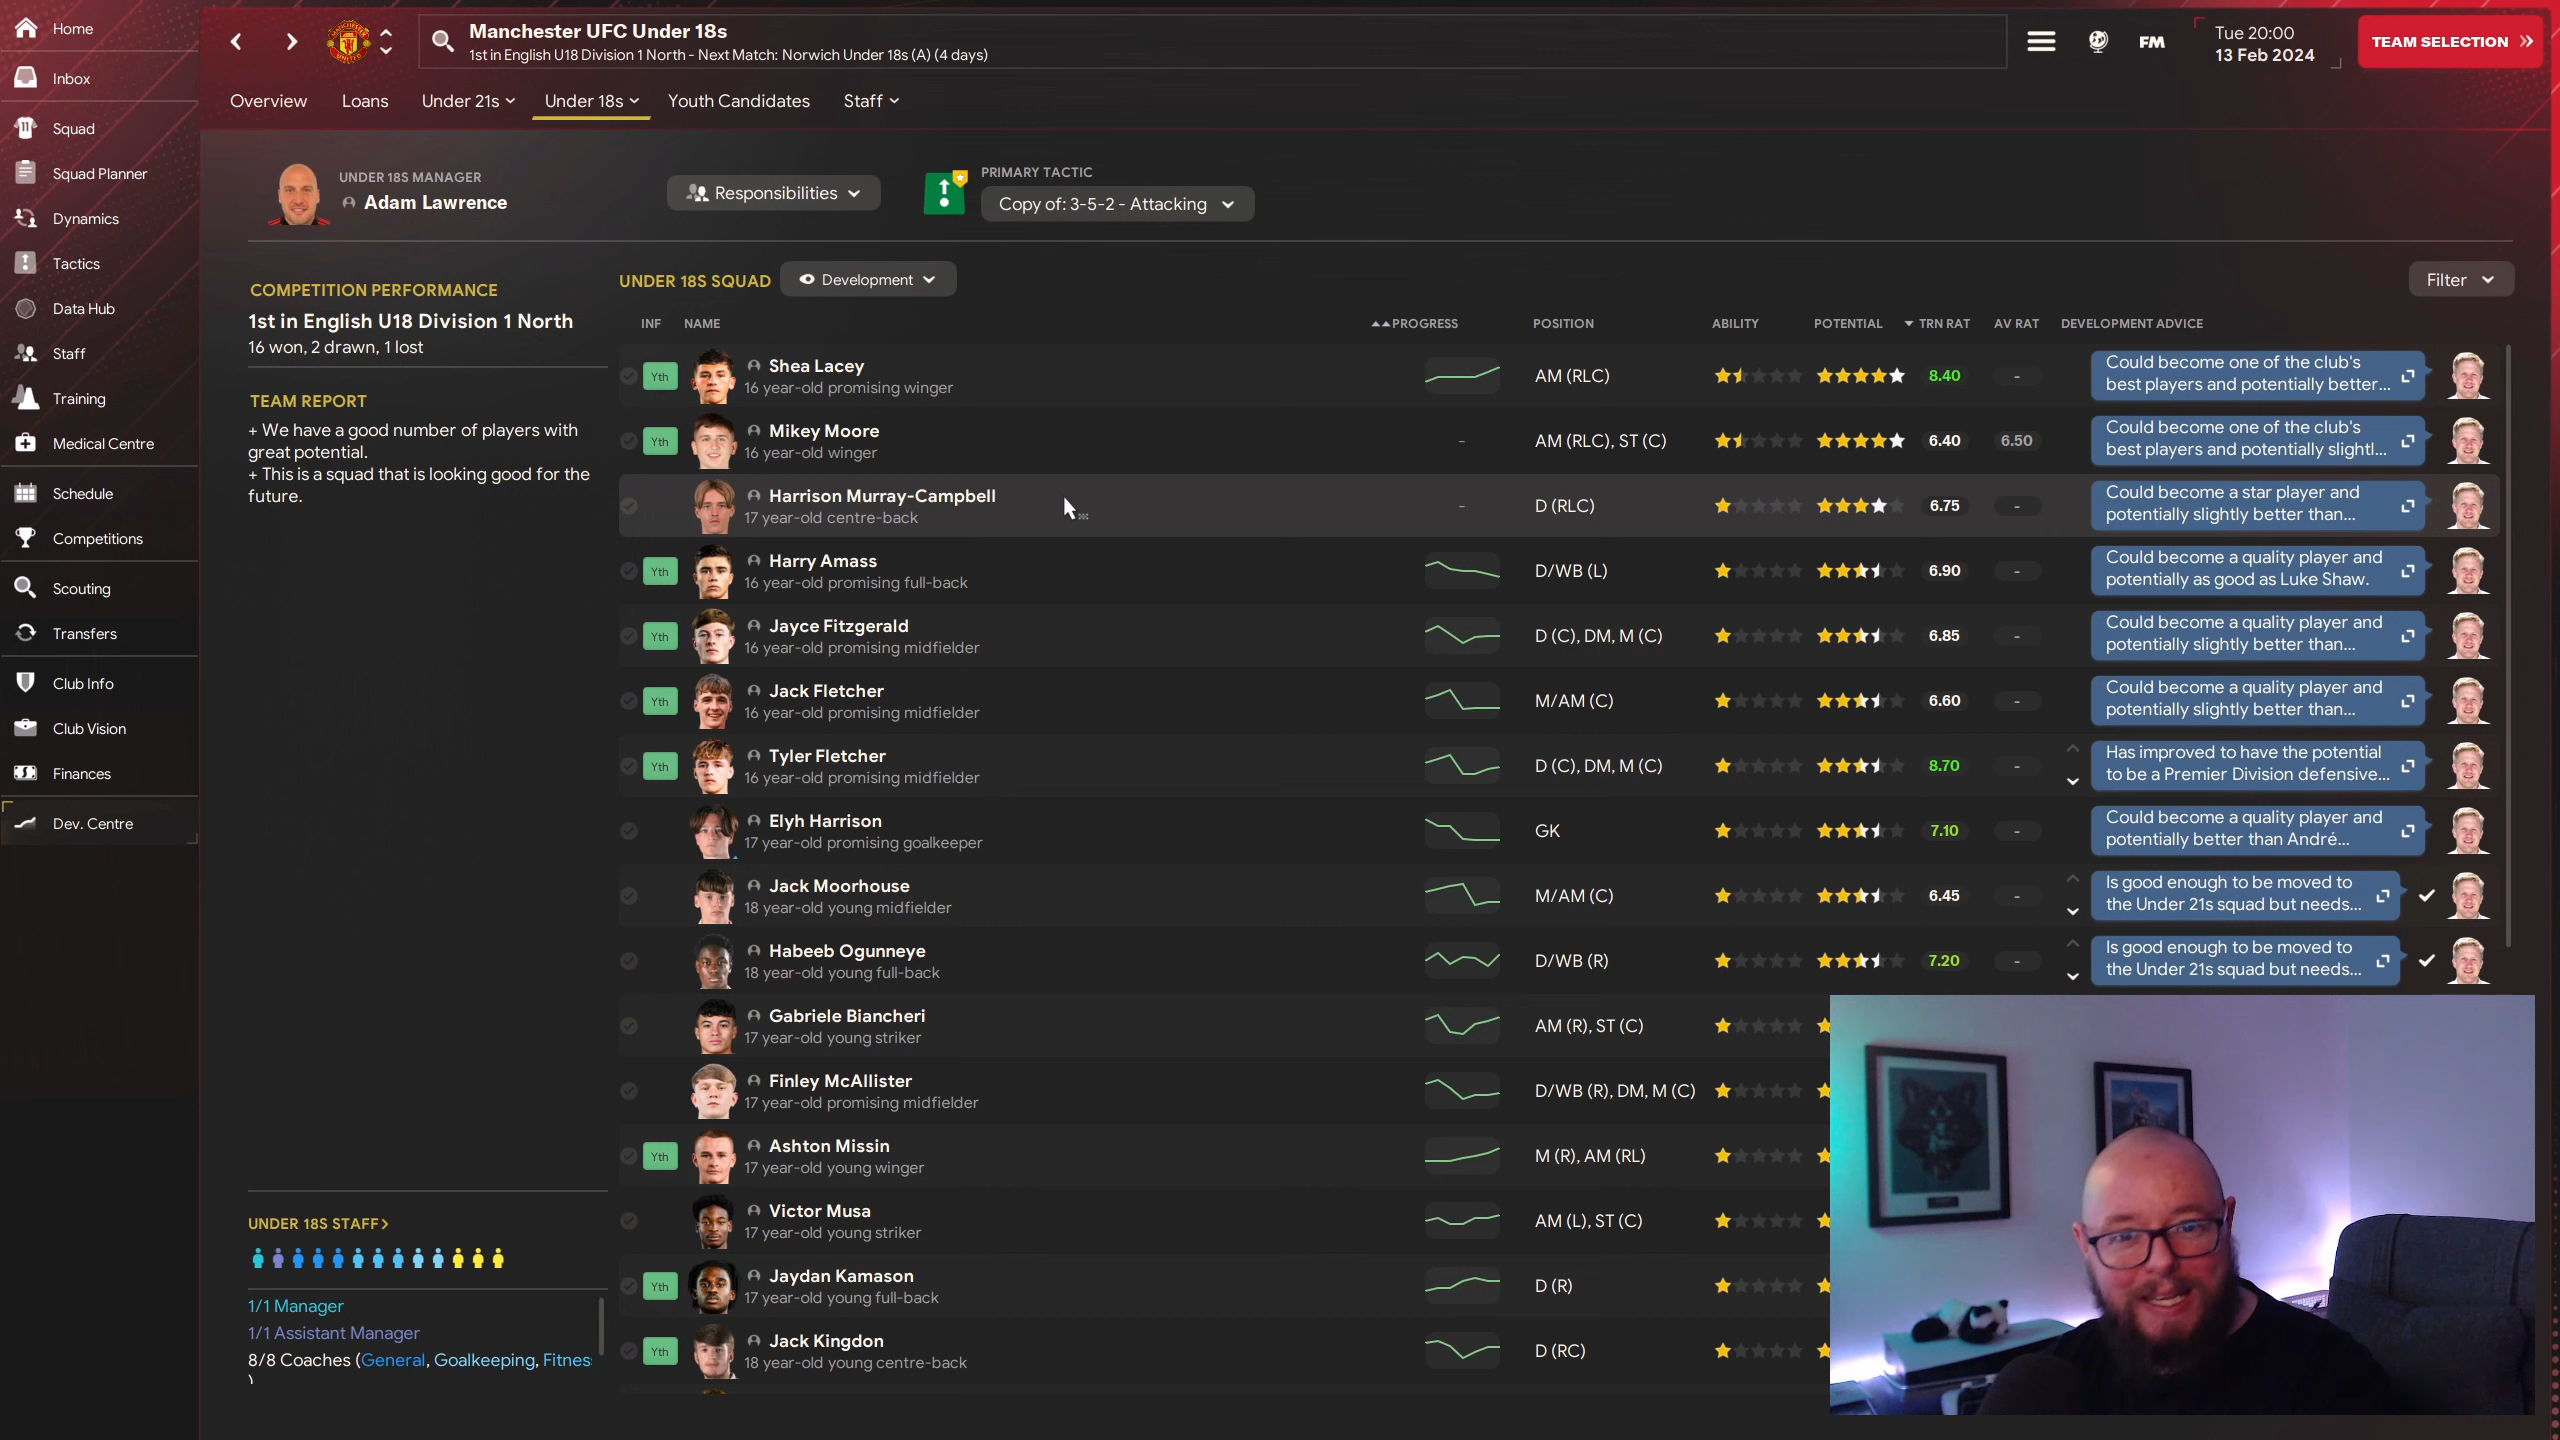 Home
Inbox
Squad
Squad Planner
Dynamics
Tactics
Data Hub
Staff
Training
Medical Centre
Schedule
Competitions
Scouting
Transfers
Club Info
Club Vision
Finances
Dev. Centre
Manchester UFC Under 18s
1st in English U18 Division 1 North - Next Match: Norwich Under 18s (A) (4 days)
FM
Tue 20:00
13 Feb 2024
TEAM SELECTION
Overview Loans Under 21s Under 18s Youth Candidates Staff
UNDER 18S MANAGER
Adam Lawrence
Responsibilities
PRIMARY TACTIC
Copy of: 3-5-2 - Attacking
COMPETITION PERFORMANCE
1st in English U18 Division 1 North
16 won, 2 drawn, 1 lost
TEAM REPORT
+ We have a good number of players with
great potential.
+ This is a squad that is looking good for the
future.
UNDER 18S STAFF
1/1 Manager
1/1 Assistant Manager
8/8 Coaches (General, Goalkeeping, Fitnes
)
UNDER 18S SQUAD Development Filter
INF NAME PROGRESS POSITION ABILITY POTENTIAL TRN RAT AV RAT DEVELOPMENT ADVICE
Yth Shea Lacey
16 year-old promising winger
AM (RLC) 8.40 -
Could become one of the club's
best players and potentially better...
Yth Mikey Moore
16 year-old winger
- AM (RLC), ST (C) 6.40 6.50
Could become one of the club's
best players and potentially slightl...
Harrison Murray-Campbell
17 year-old centre-back
- D (RLC) 6.75 -
Could become a star player and
potentially slightly better than...
Yth Harry Amass
16 year-old promising full-back
D/WB (L) 6.90 -
Could become a quality player and
potentially as good as Luke Shaw.
Yth Jayce Fitzgerald
16 year-old promising midfielder
D (C), DM, M (C) 6.85 -
Could become a quality player and
potentially slightly better than...
Yth Jack Fletcher
16 year-old promising midfielder
M/AM (C) 6.60 -
Could become a quality player and
potentially slightly better than...
Yth Tyler Fletcher
16 year-old promising midfielder
D (C), DM, M (C) 8.70 -
Has improved to have the potential
to be a Premier Division defensive...
Elyh Harrison
17 year-old promising goalkeeper
GK 7.10 -
Could become a quality player and
potentially better than André...
Jack Moorhouse
18 year-old young midfielder
M/AM (C) 6.45 -
Is good enough to be moved to
the Under 21s squad but needs...
Habeeb Ogunneye
18 year-old young full-back
D/WB (R) 7.20 -
Is good enough to be moved to
the Under 21s squad but needs...
Gabriele Biancheri
17 year-old young striker
AM (R), ST (C)
Finley McAllister
17 year-old promising midfielder
D/WB (R), DM, M (C)
Yth Ashton Missin
17 year-old young winger
M (R), AM (RL)
Victor Musa
17 year-old young striker
AM (L), ST (C)
Yth Jaydan Kamason
17 year-old young full-back
D (R)
Yth Jack Kingdon
18 year-old young centre-back
D (RC)